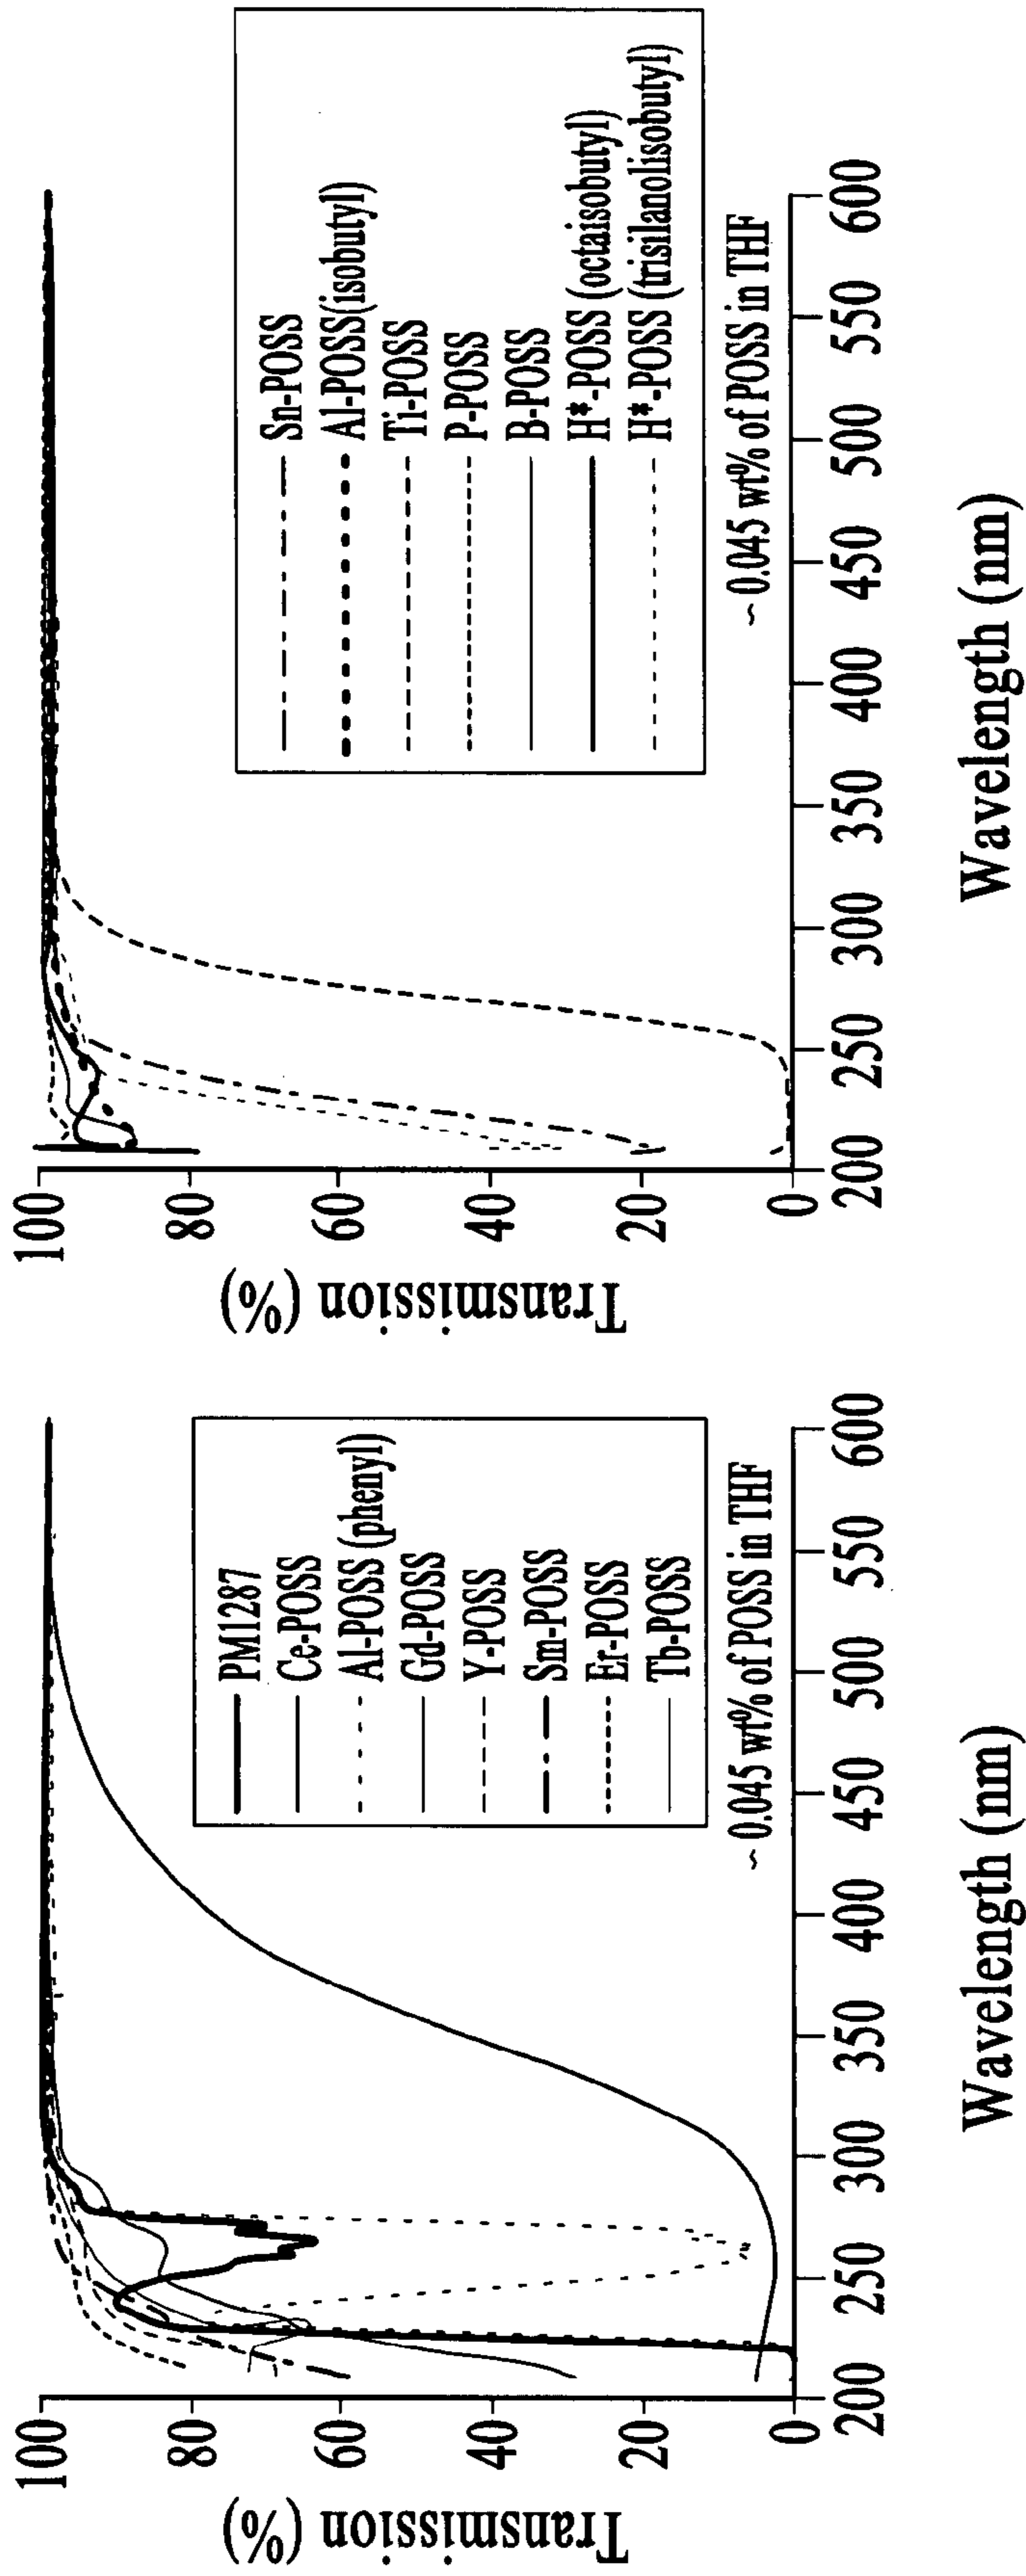 Transmission (%)
100
80
60
40
20
0
200
250
300
350
400
450
500
550
600
Wavelength (nm)
PM1287
Ce-POSS
Al-POSS (phenyl)
Gd-POSS
Y-POSS
Sm-POSS
Er-POSS
Tb-POSS
~ 0.045 wt% of POSS in THF
Transmission (%)
100
80
60
40
20
0
200
250
300
350
400
450
500
550
600
Wavelength (nm)
Sn-POSS
Al-POSS(isobutyl)
Ti-POSS
P-POSS
B-POSS
H*-POSS (octaisobutyl)
H*-POSS (trisilanolisobutyl)
~ 0.045 wt% of POSS in THF